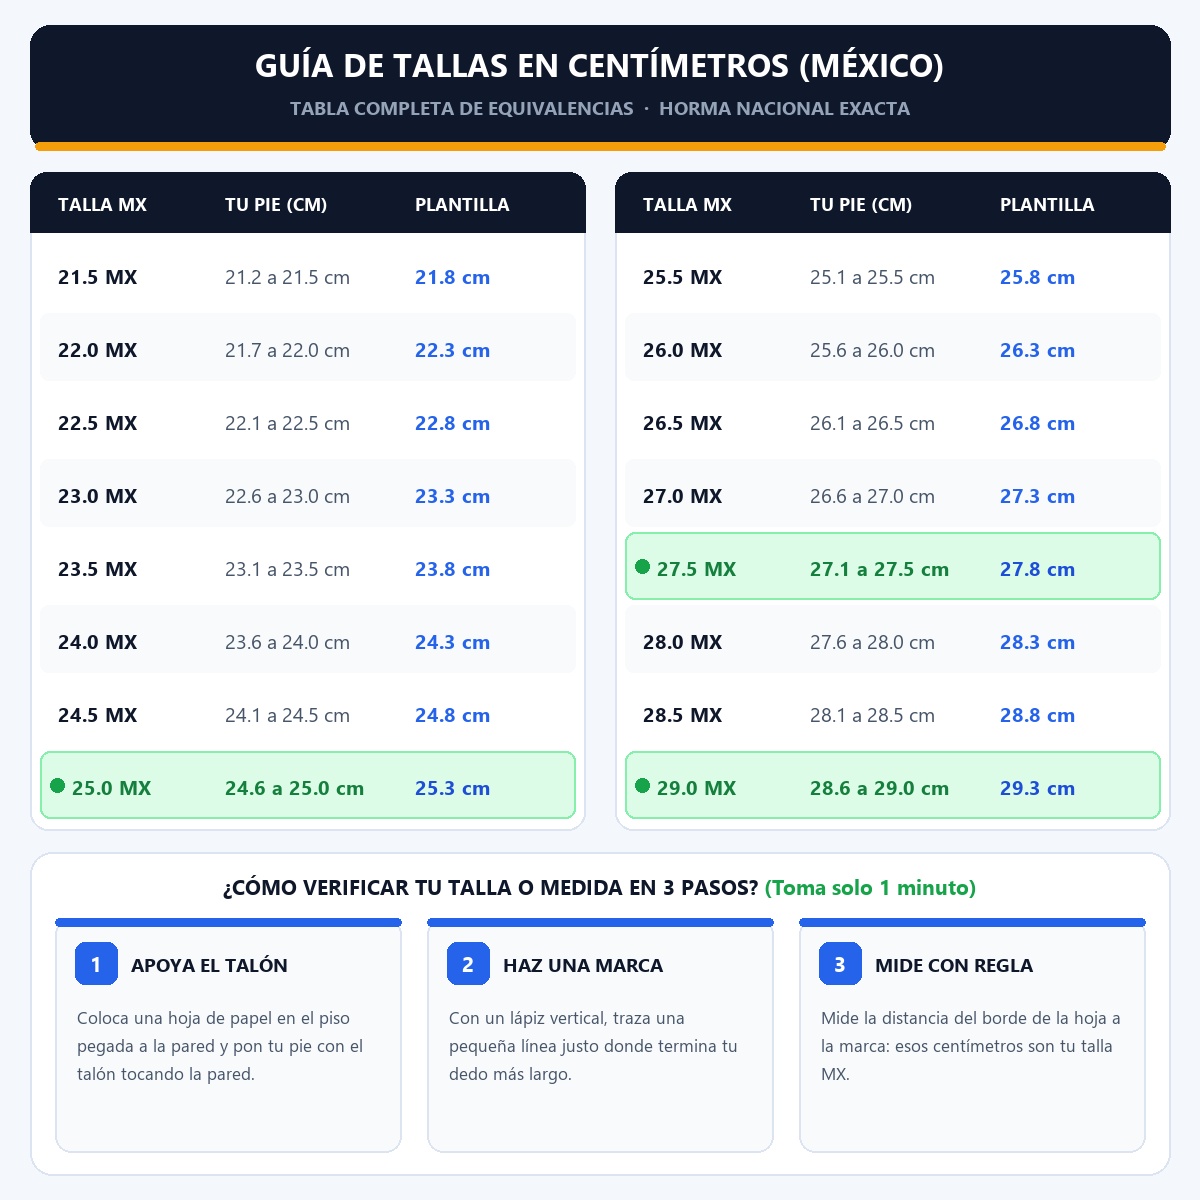 GUÍA DE TALLAS EN CENTÍMETROS (MÉXICO)
TABLA COMPLETA DE EQUIVALENCIAS · HORMA NACIONAL EXACTA
TALLA MX TU PIE (CM) PLANTILLA
21.5 MX 21.2 a 21.5 cm 21.8 cm
22.0 MX 21.7 a 22.0 cm 22.3 cm
22.5 MX 22.1 a 22.5 cm 22.8 cm
23.0 MX 22.6 a 23.0 cm 23.3 cm
23.5 MX 23.1 a 23.5 cm 23.8 cm
24.0 MX 23.6 a 24.0 cm 24.3 cm
24.5 MX 24.1 a 24.5 cm 24.8 cm
25.0 MX 24.6 a 25.0 cm 25.3 cm
TALLA MX TU PIE (CM) PLANTILLA
25.5 MX 25.1 a 25.5 cm 25.8 cm
26.0 MX 25.6 a 26.0 cm 26.3 cm
26.5 MX 26.1 a 26.5 cm 26.8 cm
27.0 MX 26.6 a 27.0 cm 27.3 cm
27.5 MX 27.1 a 27.5 cm 27.8 cm
28.0 MX 27.6 a 28.0 cm 28.3 cm
28.5 MX 28.1 a 28.5 cm 28.8 cm
29.0 MX 28.6 a 29.0 cm 29.3 cm
¿CÓMO VERIFICAR TU TALLA O MEDIDA EN 3 PASOS? (Toma solo 1 minuto)
1 APOYA EL TALÓN
Coloca una hoja de papel en el piso
pegada a la pared y pon tu pie con el
talón tocando la pared.
2 HAZ UNA MARCA
Con un lápiz vertical, traza una
pequeña línea justo donde termina tu
dedo más largo.
3 MIDE CON REGLA
Mide la distancia del borde de la hoja a
la marca: esos centímetros son tu talla
MX.